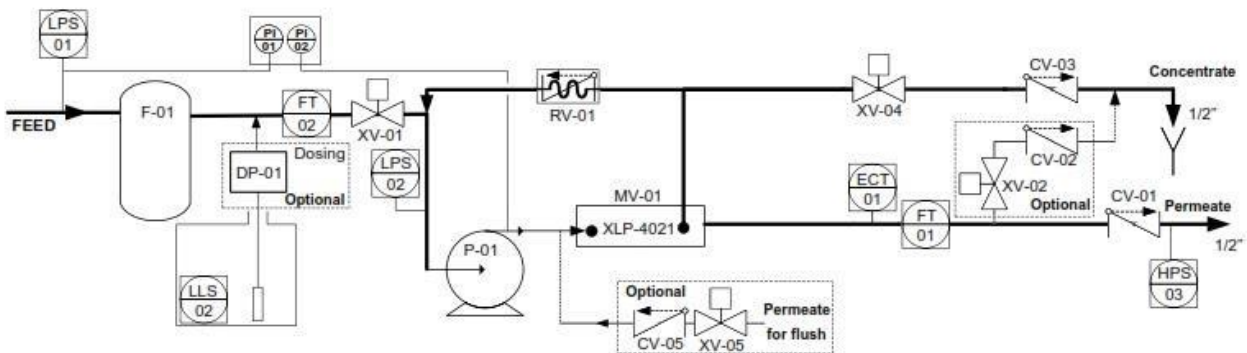 LPS
01
PI
01
PI
02
FEED
F-01
FT
02
XV-01
Dosing
DP-01
Optional
LLS
02
LPS
02
P-01
RV-01
MV-01
XLP-4021
XV-04
CV-03
Concentrate
1/2"
CV-02
XV-02
Optional
ECT
01
FT
01
CV-01
Permeate
1/2"
HPS
03
Optional
Permeate
for flush
CV-05
XV-05